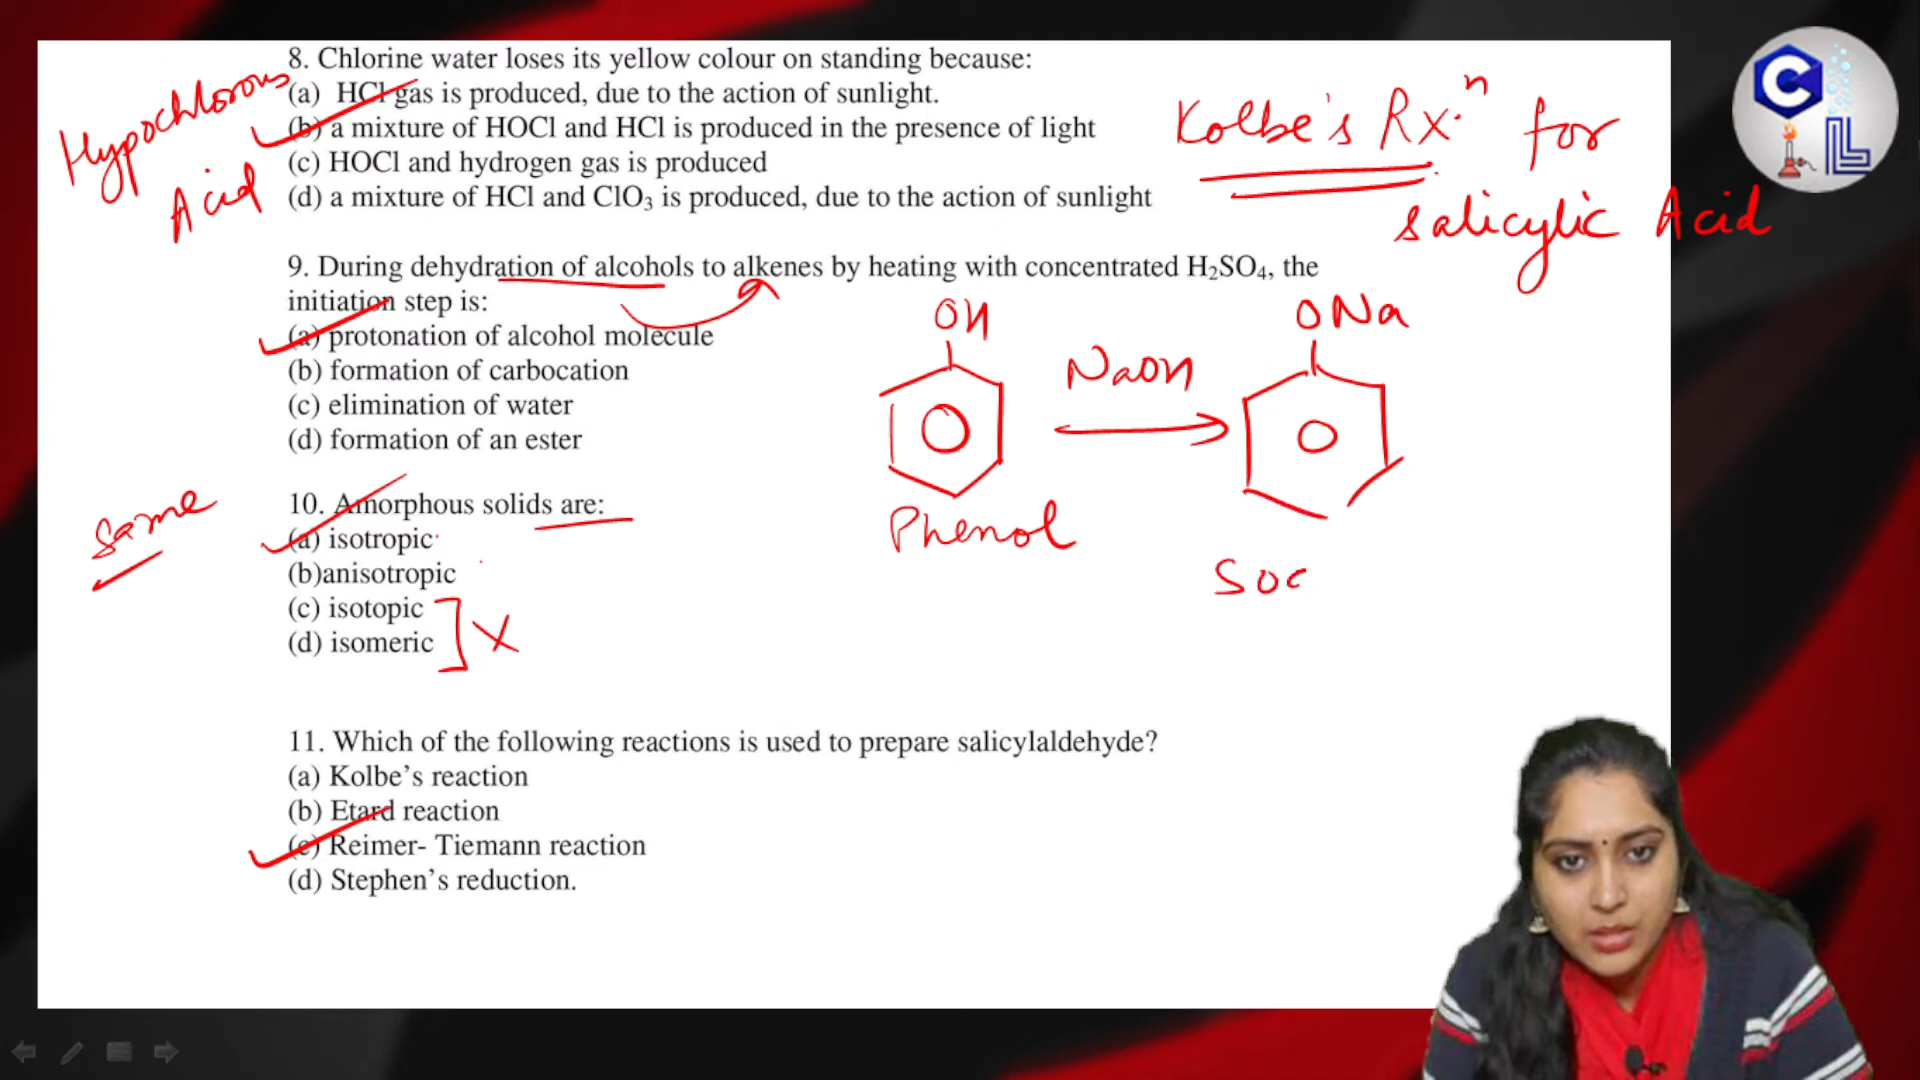 8. Chlorine water loses its yellow colour on standing because:
(a) HCl gas is produced, due to the action of sunlight.
(b) a mixture of HOCl and HCl is produced in the presence of light
(c) HOCl and hydrogen gas is produced
(d) a mixture of HCl and ClO₃ is produced, due to the action of sunlight
Hypochlorous
Acid
Kolbe's Rx.ⁿ for
Salicylic Acid
C
L
9. During dehydration of alcohols to alkenes by heating with concentrated H₂SO₄, the
initiation step is:
(a) protonation of alcohol molecule
(b) formation of carbocation
(c) elimination of water
(d) formation of an ester
OH
NaOH
ONa
Phenol
Soc
Same
10. Amorphous solids are:
(a) isotropic
(b)anisotropic
(c) isotopic
(d) isomeric
11. Which of the following reactions is used to prepare salicylaldehyde?
(a) Kolbe’s reaction
(b) Etard reaction
(c) Reimer- Tiemann reaction
(d) Stephen’s reduction.